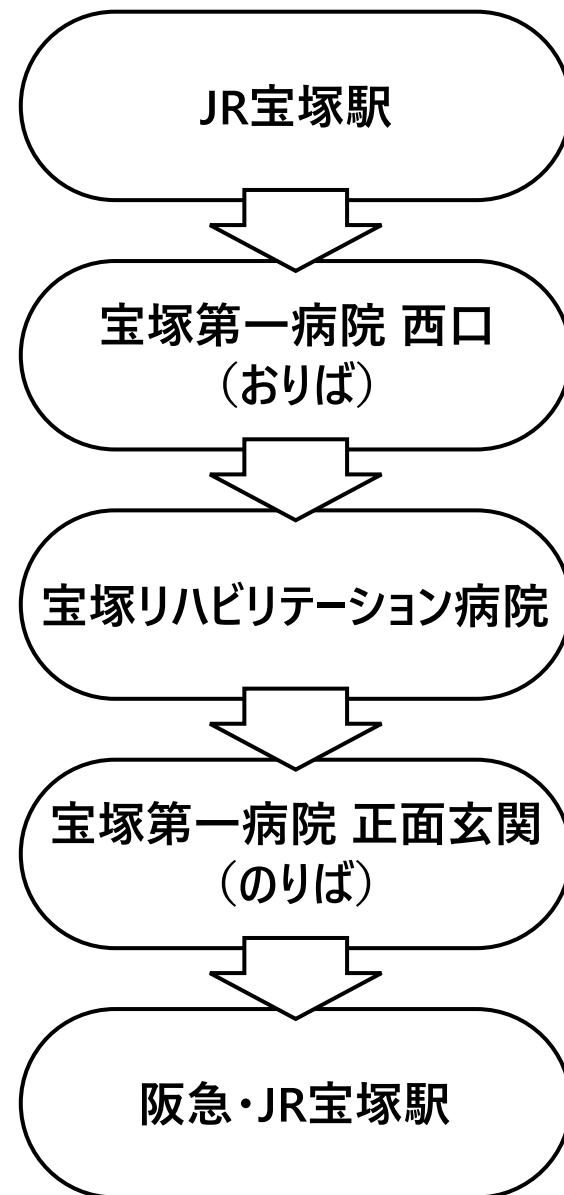 JR宝塚駅
宝塚第一病院 西口
（おりば）
宝塚リハビリテーション病院
宝塚第一病院 正面玄関
（のりば）
阪急・JR宝塚駅